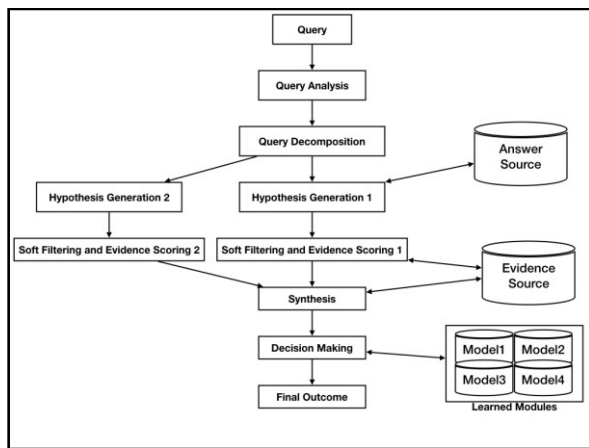 Query
Query Analysis
Query Decomposition
Answer
Source
Hypothesis Generation 2
Hypothesis Generation 1
Soft Filtering and Evidence Scoring 2
Soft Filtering and Evidence Scoring 1
Evidence
Source
Synthesis
Decision Making
Model1
Model2
Model3
Model4
Learned Modules
Final Outcome